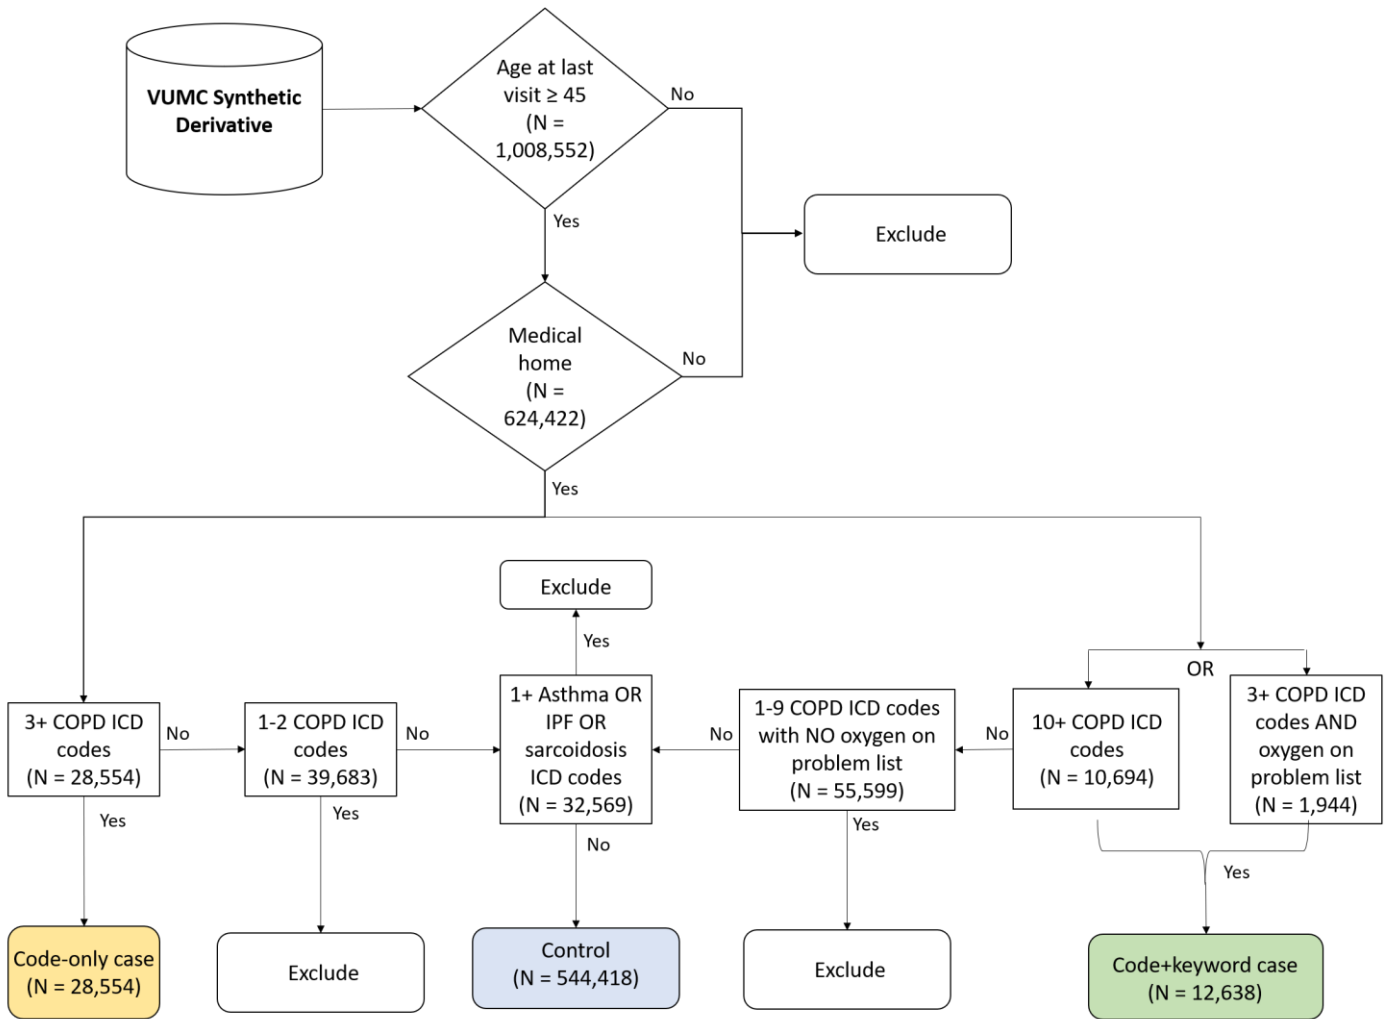 VUMC Synthetic
Derivative
Age at last
visit ≥ 45
(N =
1,008,552)
No
Yes
Exclude
Medical
home
(N =
624,422)
No
Yes
Exclude
Yes
OR
3+ COPD ICD
codes
(N = 28,554)
No
1-2 COPD ICD
codes
(N = 39,683)
No
1+ Asthma OR
IPF OR
sarcoidosis
ICD codes
(N = 32,569)
No
1-9 COPD ICD codes
with NO oxygen on
problem list
(N = 55,599)
No
10+ COPD ICD
codes
(N = 10,694)
3+ COPD ICD
codes AND
oxygen on
problem list
(N = 1,944)
Yes
Yes
No
Yes
Yes
Code-only case
(N = 28,554)
Exclude
Control
(N = 544,418)
Exclude
Code+keyword case
(N = 12,638)